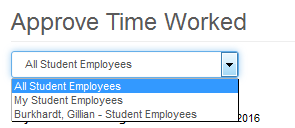 Approve Time Worked
All Student Employees
All Student Employees
My Student Employees
Burkhardt, Gillian - Student Employees
2016